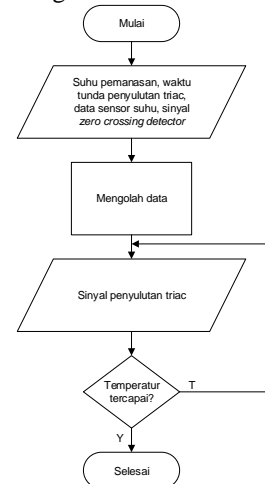 Mulai
Suhu pemanasan, waktu
tunda penyulutan triac,
data sensor suhu, sinyal
zero crossing detector
Mengolah data
Sinyal penyulutan triac
Temperatur
tercapai?
T
Y
Selesai